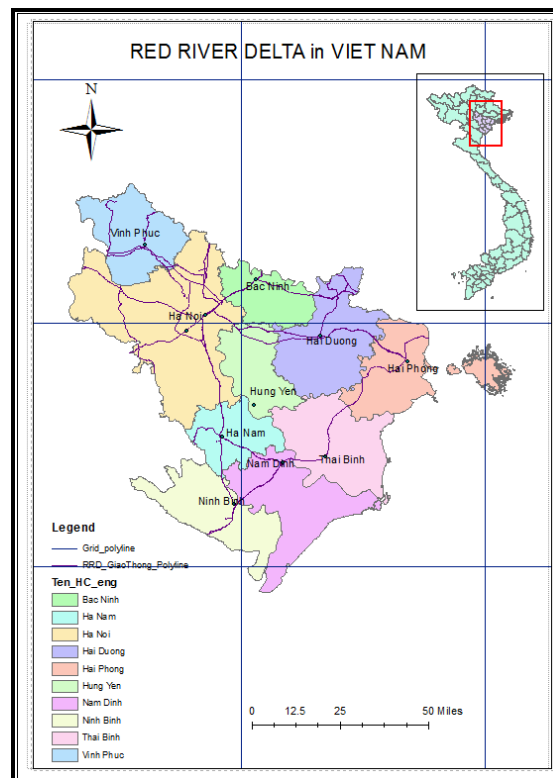 RED RIVER DELTA in VIET NAM
N
Vinh Phuc
Bac Ninh
Ha Noi
Hai Duong
Hai Phong
Hung Yen
Ha Nam
Thai Binh
Nam Dinh
Ninh Binh
Legend
Grid_polyline
RRD_GiaoThong_Polyline
Ten_HC_eng
Bac Ninh
Ha Nam
Ha Noi
Hai Duong
Hai Phong
Hung Yen
Nam Dinh
Ninh Binh
Thai Binh
Vinh Phuc
0 12.5 25 50 Miles